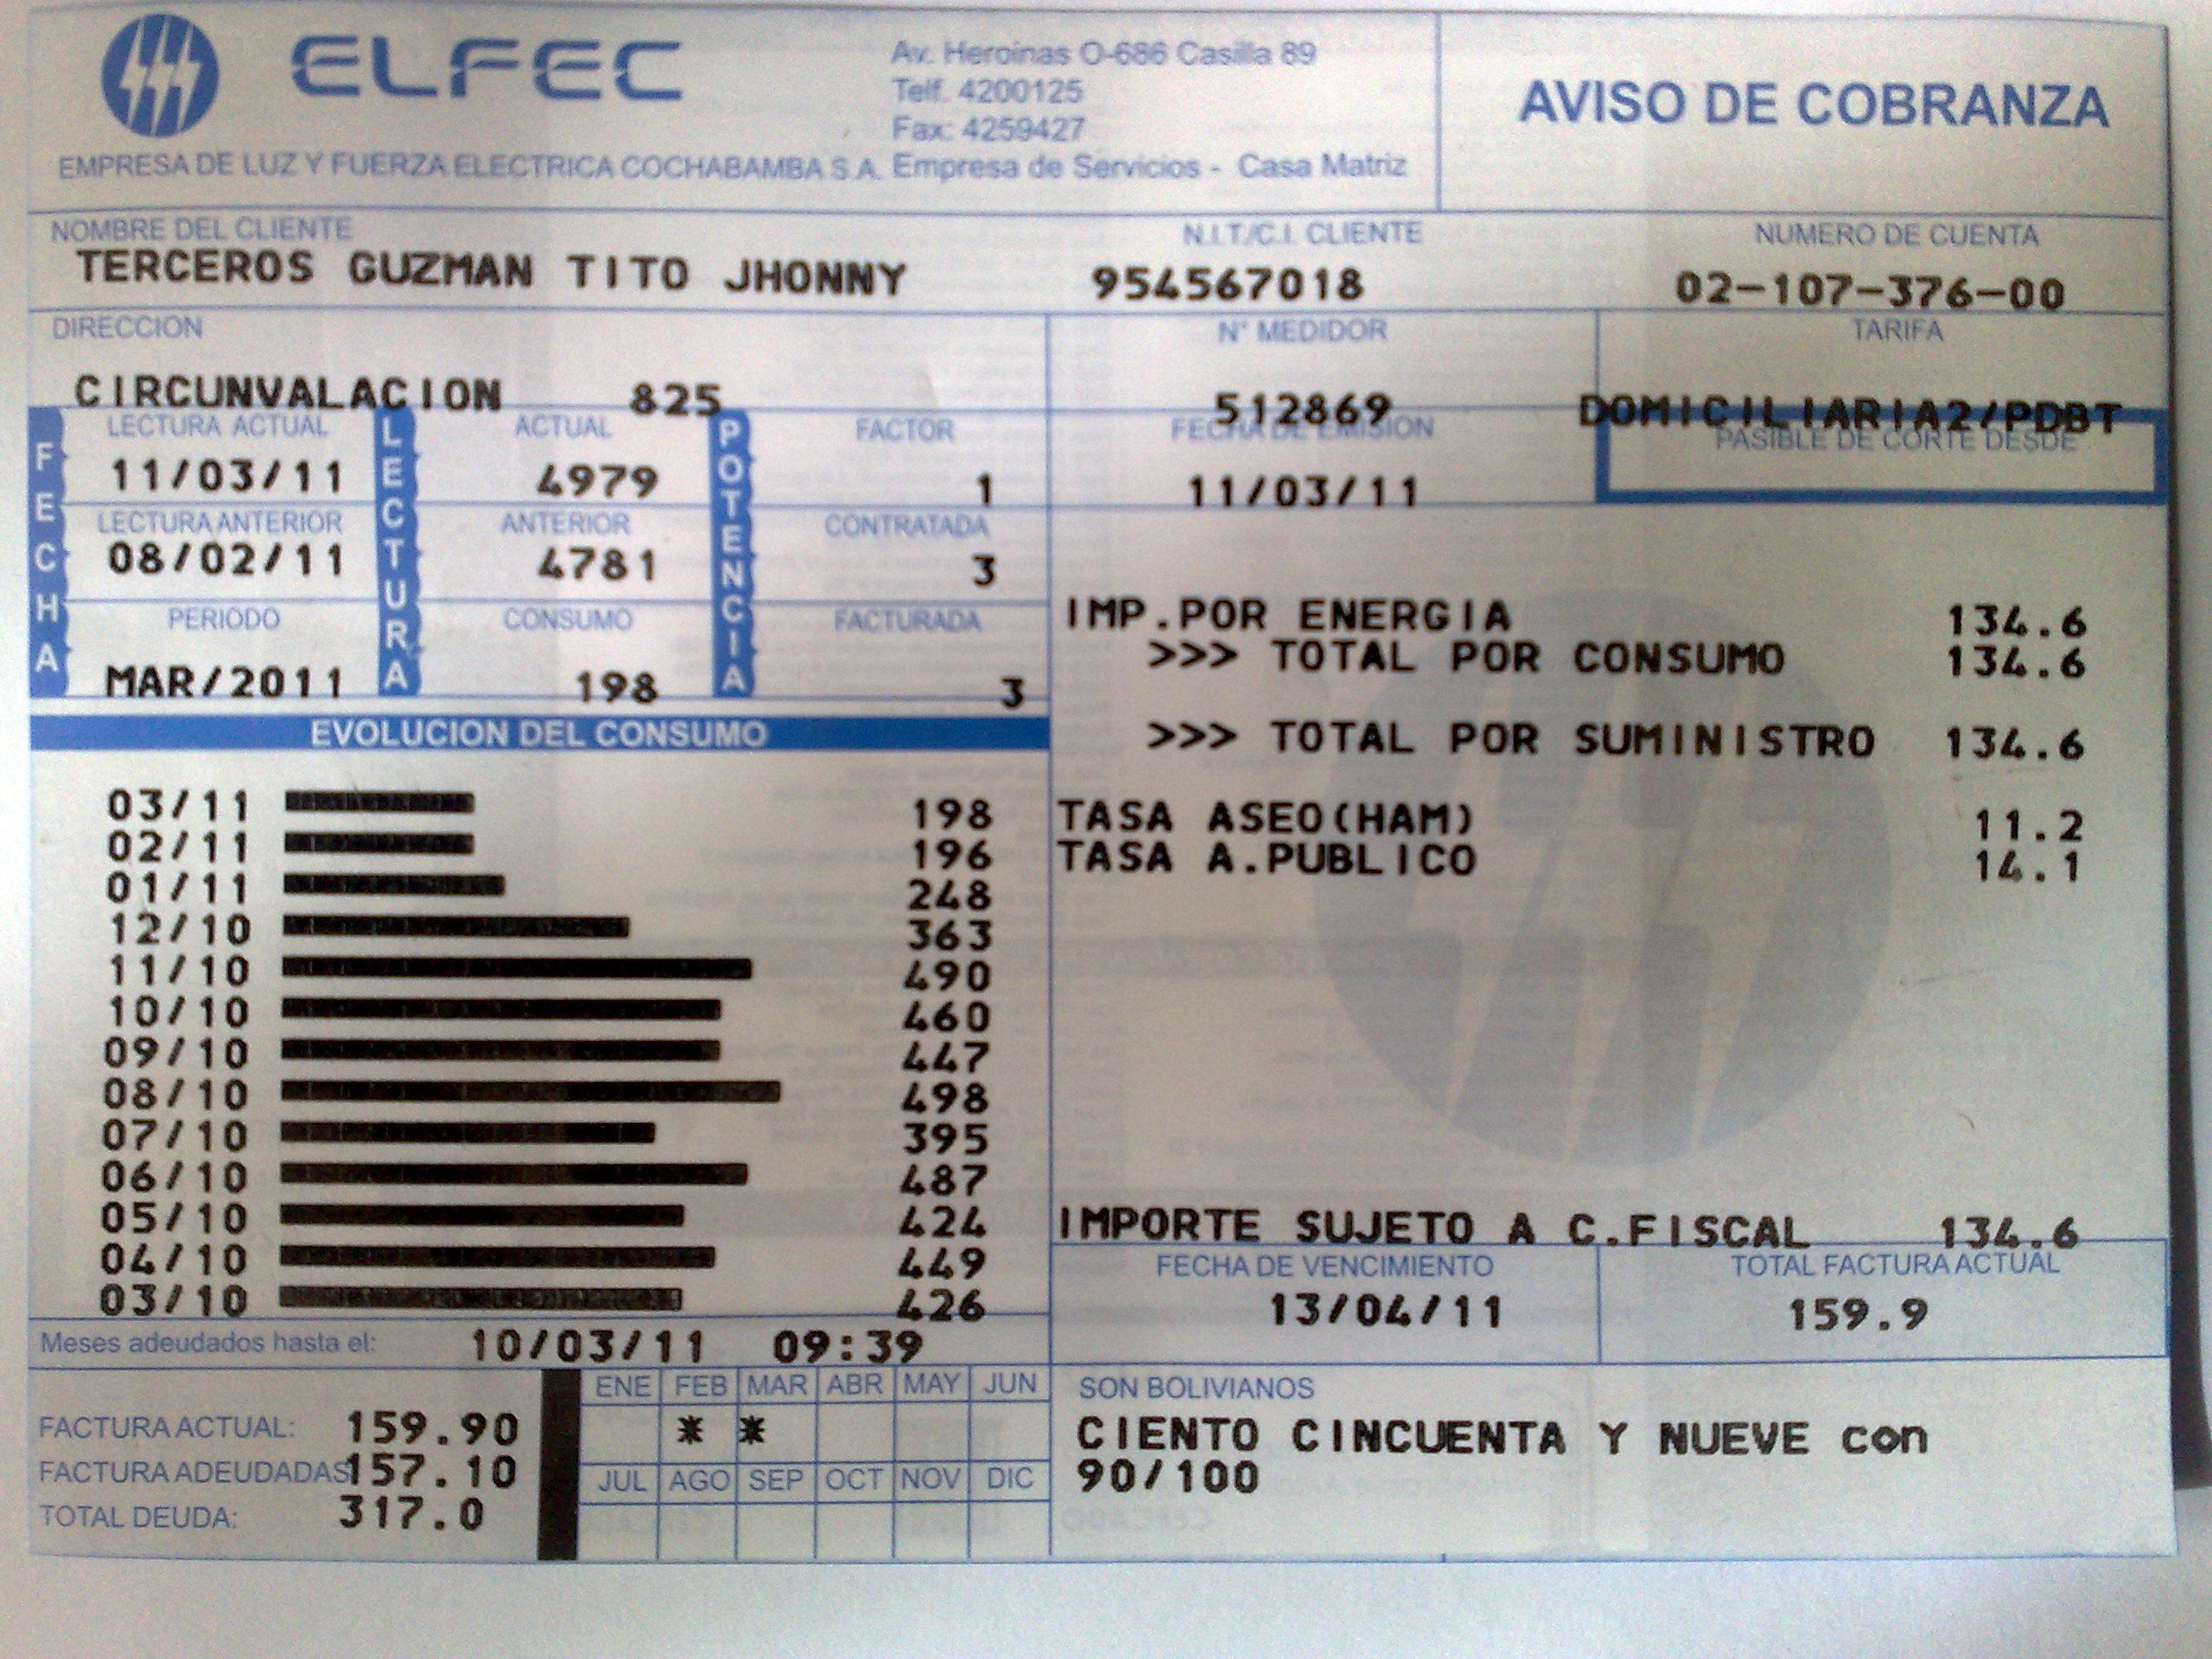 ELFEC
Av. Heroinas O-686 Casilla 89
Telf. 4200125
Fax: 4259427
EMPRESA DE LUZ Y FUERZA ELECTRICA COCHABAMBA S.A. Empresa de Servicios - Casa Matriz
AVISO DE COBRANZA
NOMBRE DEL CLIENTE N.I.T./C.I. CLIENTE NUMERO DE CUENTA
TERCEROS GUZMAN TITO JHONNY 954567018 02-107-376-00
DIRECCION N° MEDIDOR TARIFA
CIRCUNVALACION 825 512869 DOMICILIARIA2/PDBT
FECHA LECTURA POTENCIA
LECTURA ACTUAL ACTUAL FACTOR FECHA DE EMISION PASIBLE DE CORTE DESDE
11/03/11 4979 1 11/03/11
LECTURA ANTERIOR ANTERIOR CONTRATADA
08/02/11 4781 3
PERIODO CONSUMO FACTURADA
MAR/2011 198 3
IMP.POR ENERGIA 134.6
>>> TOTAL POR CONSUMO 134.6
>>> TOTAL POR SUMINISTRO 134.6
TASA ASEO(HAM) 11.2
TASA A.PUBLICO 14.1
EVOLUCION DEL CONSUMO
03/11 198
02/11 196
01/11 248
12/10 363
11/10 490
10/10 460
09/10 447
08/10 498
07/10 395
06/10 487
05/10 424
04/10 449
03/10 426
IMPORTE SUJETO A C.FISCAL 134.6
FECHA DE VENCIMIENTO TOTAL FACTURA ACTUAL
13/04/11 159.9
Meses adeudados hasta el: 10/03/11 09:39
FACTURA ACTUAL: 159.90
FACTURA ADEUDADAS 157.10
TOTAL DEUDA: 317.0
ENE FEB MAR ABR MAY JUN
* *
JUL AGO SEP OCT NOV DIC
SON BOLIVIANOS
CIENTO CINCUENTA Y NUEVE con
90/100